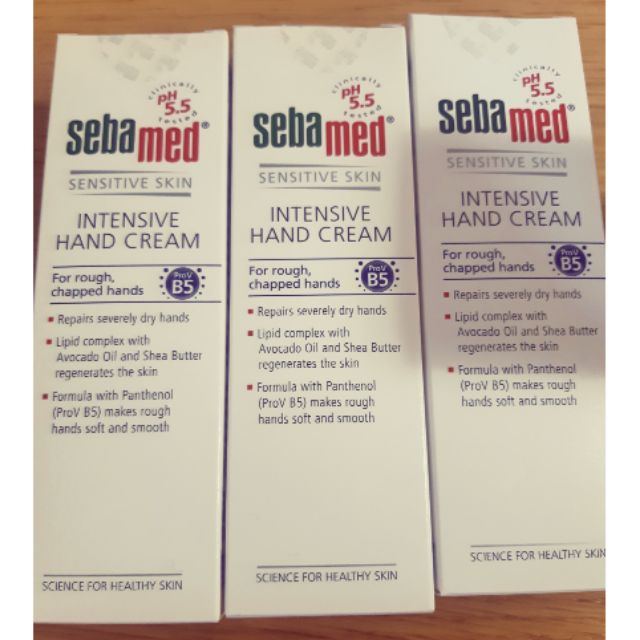 clinically
pH
5.5
tested
sebamed®
SENSITIVE SKIN
INTENSIVE
HAND CREAM
For rough,
chapped hands
ProV
B5
Repairs severely dry hands
Lipid complex with
Avocado Oil and Shea Butter
regenerates the skin
Formula with Panthenol
(ProV B5) makes rough
hands soft and smooth
SCIENCE FOR HEALTHY SKIN
clinically
pH
5.5
tested
sebamed®
SENSITIVE SKIN
INTENSIVE
HAND CREAM
For rough,
chapped hands
ProV
B5
Repairs severely dry hands
Lipid complex with
Avocado Oil and Shea Butter
regenerates the skin
Formula with Panthenol
(ProV B5) makes rough
hands soft and smooth
SCIENCE FOR HEALTHY SKIN
clinically
pH
5.5
tested
sebamed®
SENSITIVE SKIN
INTENSIVE
HAND CREAM
For rough,
chapped hands
ProV
B5
Repairs severely dry hands
Lipid complex with
Avocado Oil and Shea Butter
regenerates the skin
Formula with Panthenol
(ProV B5) makes rough
hands soft and smooth
SCIENCE FOR HEALTHY SKIN